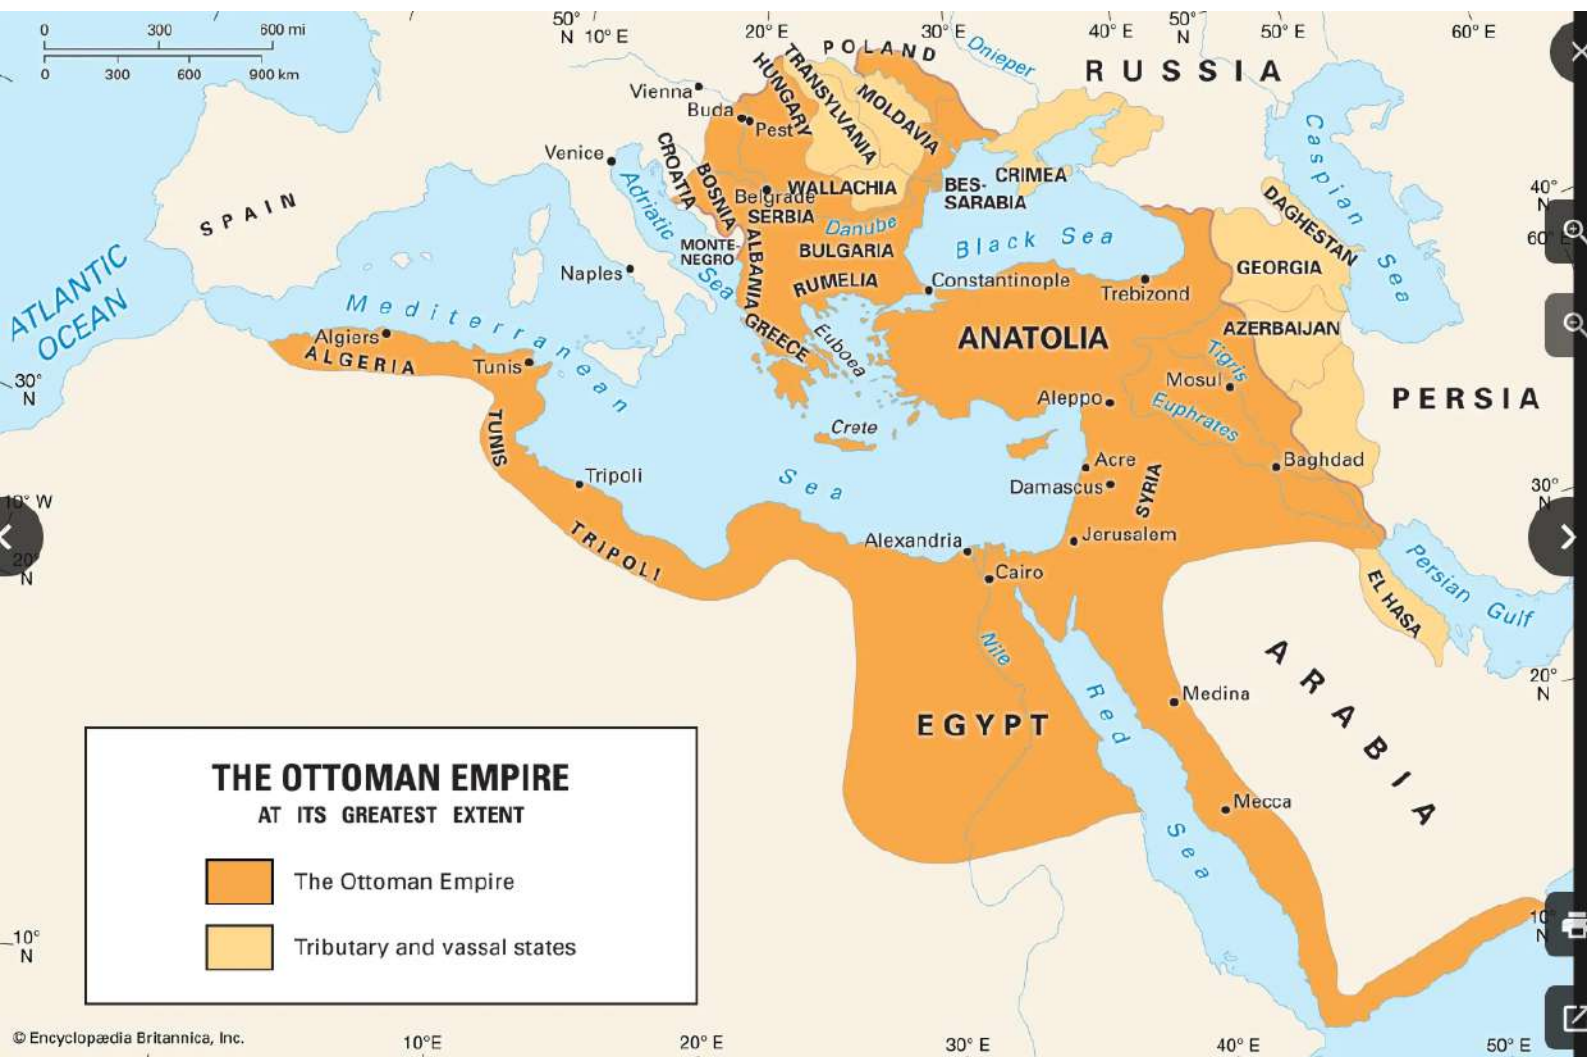 0 300 600 mi
0 300 600 900 km
50°
N 10° E
20° E
30° E
40° E
50°
N
50° E
60° E
POLAND
Dnieper
RUSSIA
Vienna
Buda
Pest
HUNGARY
TRANSYLVANIA
MOLDAVIA
Venice
CROATIA
BOSNIA
Adriatic
Sea
Belgrade
WALLACHIA
SERBIA
Danube
BES-
SARABIA
CRIMEA
Caspian Sea
DAGHESTAN
40°
N
60° E
SPAIN
MONTE-
NEGRO
ALBANIA
BULGARIA
RUMELIA
Black Sea
GEORGIA
Naples
Constantinople
Trebizond
ATLANTIC
OCEAN
Mediterranean
Sea
Algiers
ALGERIA
Tunis
TUNIS
GREECE
Euboea
ANATOLIA
AZERBAIJAN
Tigris
Mosul
Aleppo
Euphrates
PERSIA
30°
N
Crete
Acre
Baghdad
Damascus
SYRIA
Tripoli
TRIPOLI
30°
N
10° W
20°
N
Alexandria
Jerusalem
Cairo
Persian Gulf
EL HASA
Nile
Red Sea
ARABIA
20°
N
Medina
EGYPT
Mecca
THE OTTOMAN EMPIRE
AT ITS GREATEST EXTENT
The Ottoman Empire
Tributary and vassal states
10°
N
10°
N
© Encyclopædia Britannica, Inc.
10°E
20° E
30° E
40° E
50° E